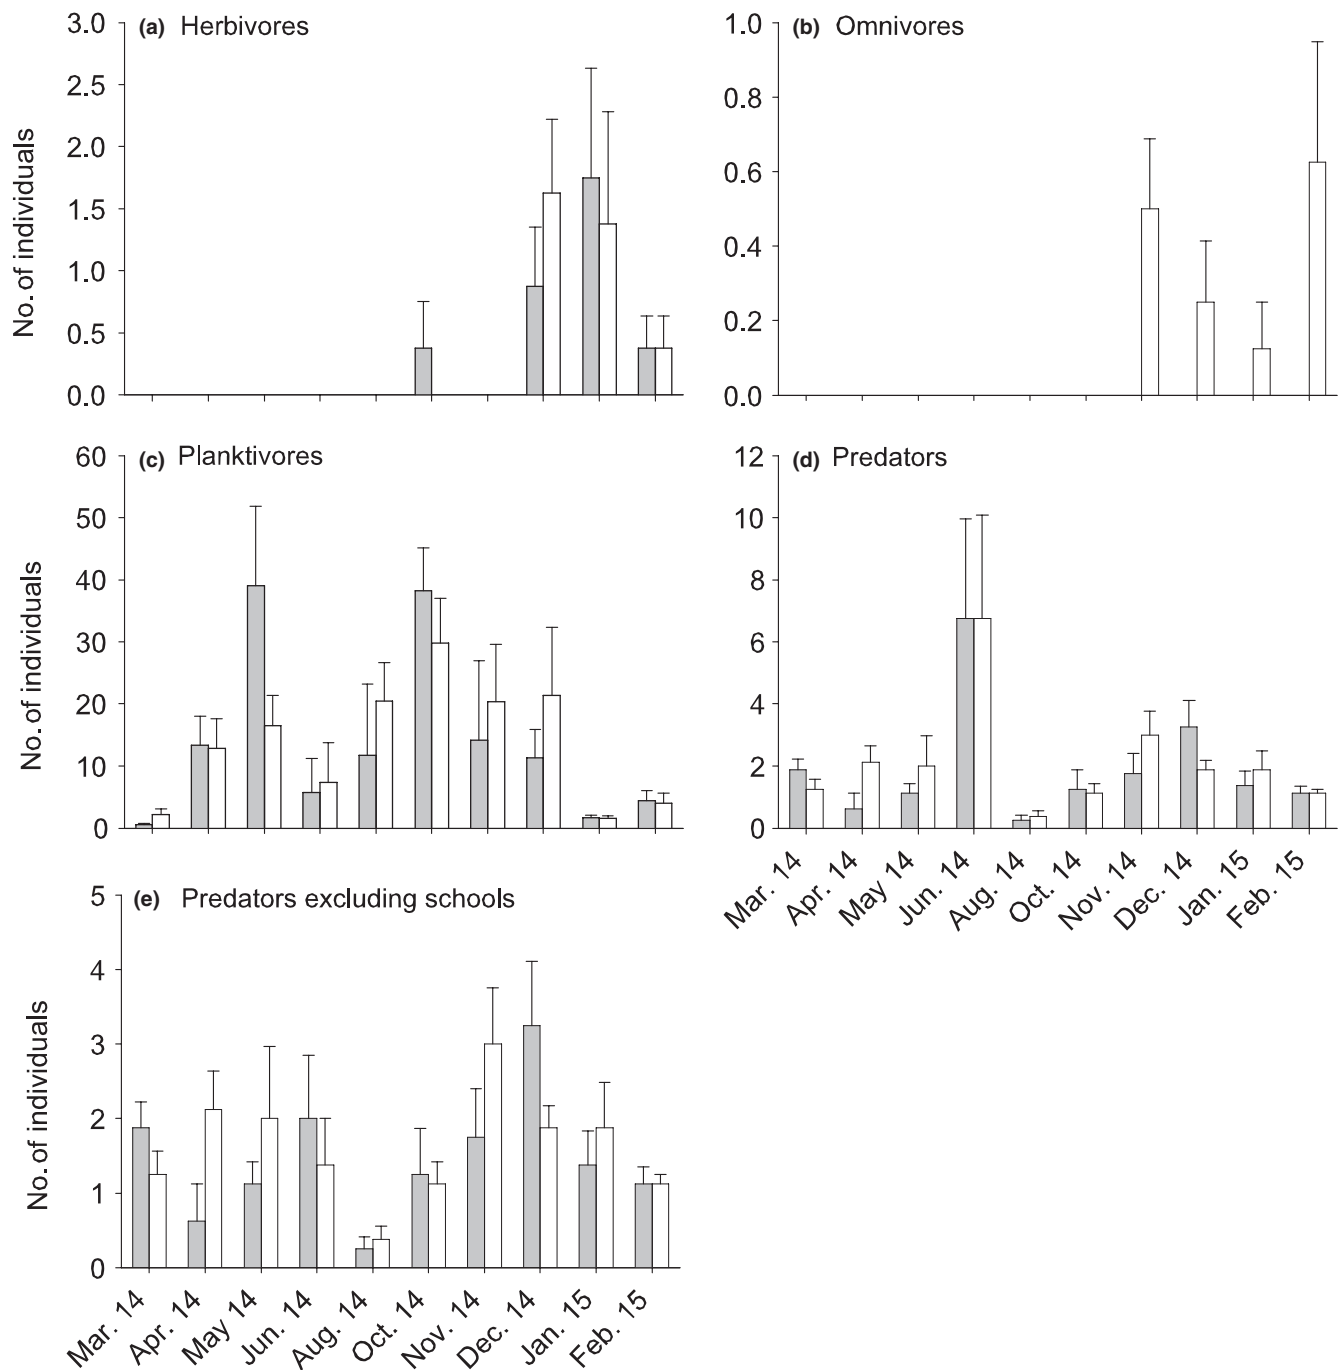 (a) Herbivores
No. of individuals
3.0
2.5
2.0
1.5
1.0
0.5
0.0
(b) Omnivores
1.0
0.8
0.6
0.4
0.2
0.0
(c) Planktivores
No. of individuals
60
50
40
30
20
10
0
(d) Predators
12
10
8
6
4
2
0
Mar. 14
Apr. 14
May 14
Jun. 14
Aug. 14
Oct. 14
Nov. 14
Dec. 14
Jan. 15
Feb. 15
(e) Predators excluding schools
No. of individuals
5
4
3
2
1
0
Mar. 14
Apr. 14
May 14
Jun. 14
Aug. 14
Oct. 14
Nov. 14
Dec. 14
Jan. 15
Feb. 15